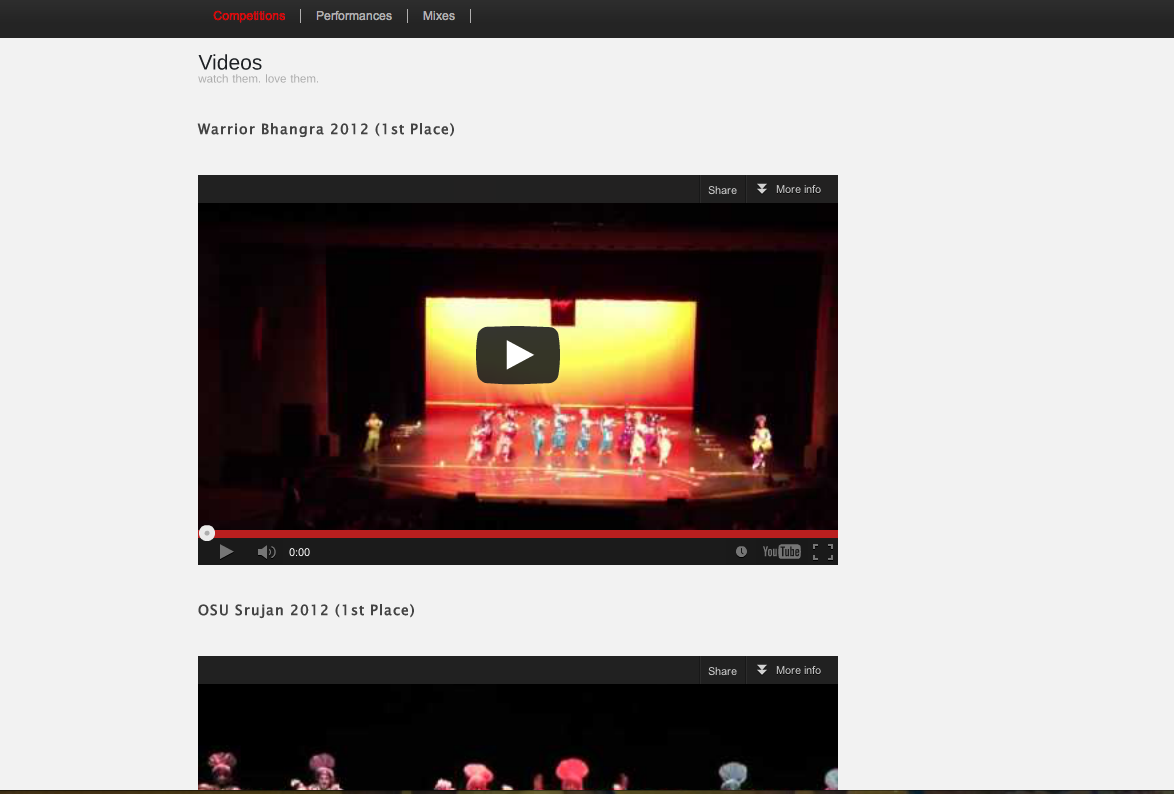 Competitions Performances Mixes
Videos
watch them. love them.
Warrior Bhangra 2012 (1st Place)
Share More info
0:00 YouTube
OSU Srujan 2012 (1st Place)
Share More info